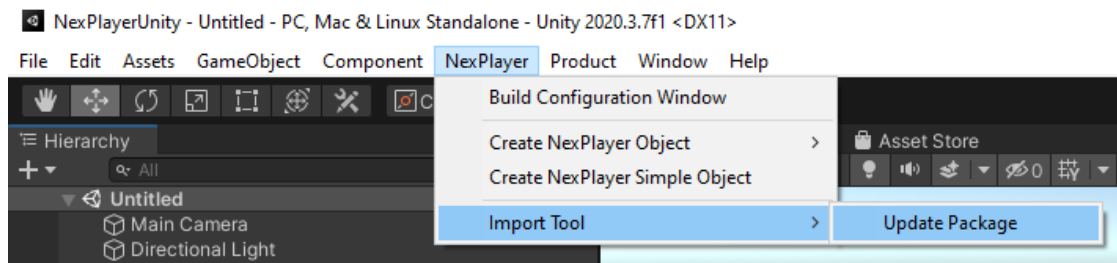 NexPlayerUnity - Untitled - PC, Mac & Linux Standalone - Unity 2020.3.7f1 <DX11>
File Edit Assets GameObject Component NexPlayer Product Window Help
Build Configuration Window
C
Hierarchy
Create NexPlayer Object
Asset Store
All
Create NexPlayer Simple Object
0
Untitled
Main Camera
Import Tool
Update Package
Directional Light